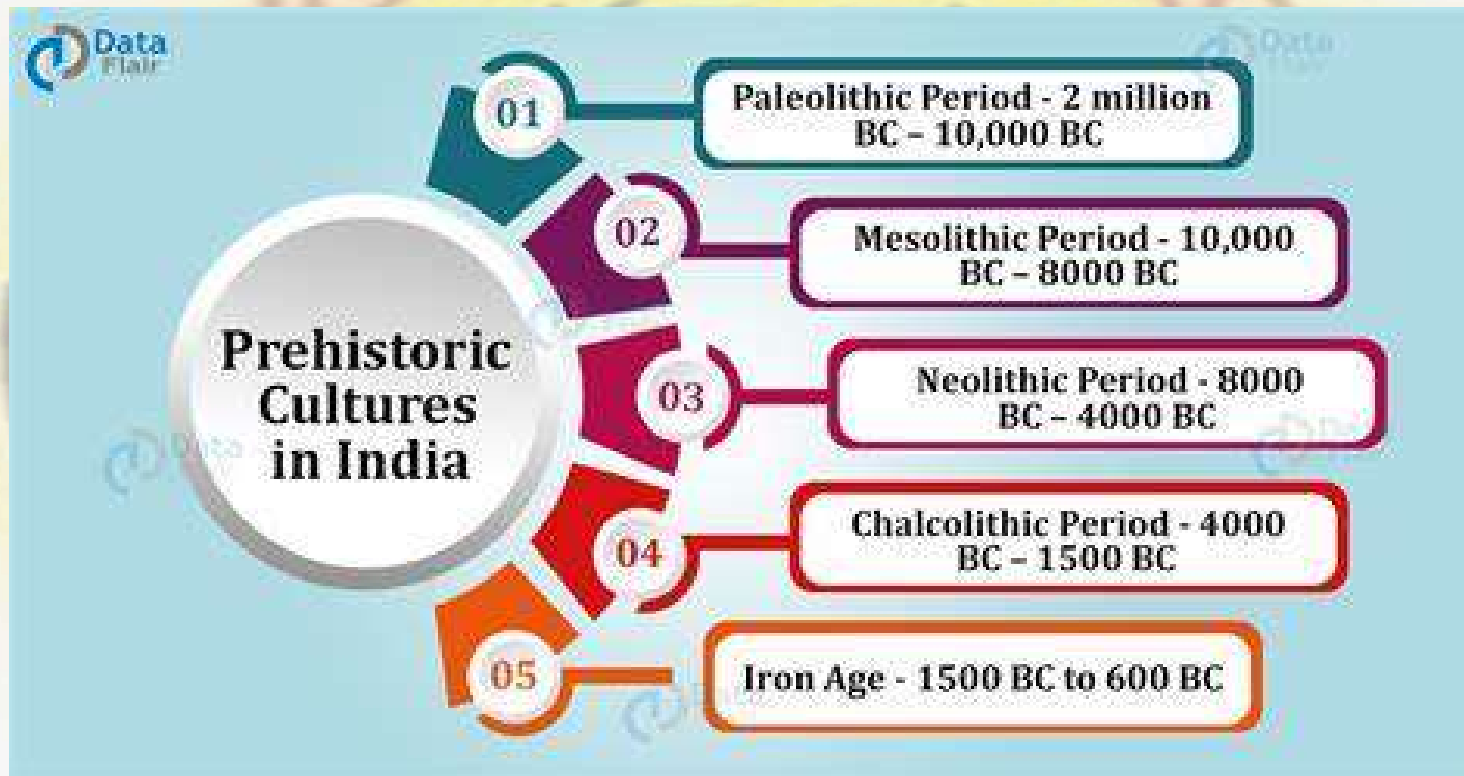 Data
Flair
01
Paleolithic Period - 2 million
BC – 10,000 BC
02
Mesolithic Period - 10,000
BC – 8000 BC
Prehistoric
Cultures
in India
03
Neolithic Period - 8000
BC – 4000 BC
04
Chalcolithic Period - 4000
BC – 1500 BC
05
Iron Age - 1500 BC to 600 BC
Data
Data